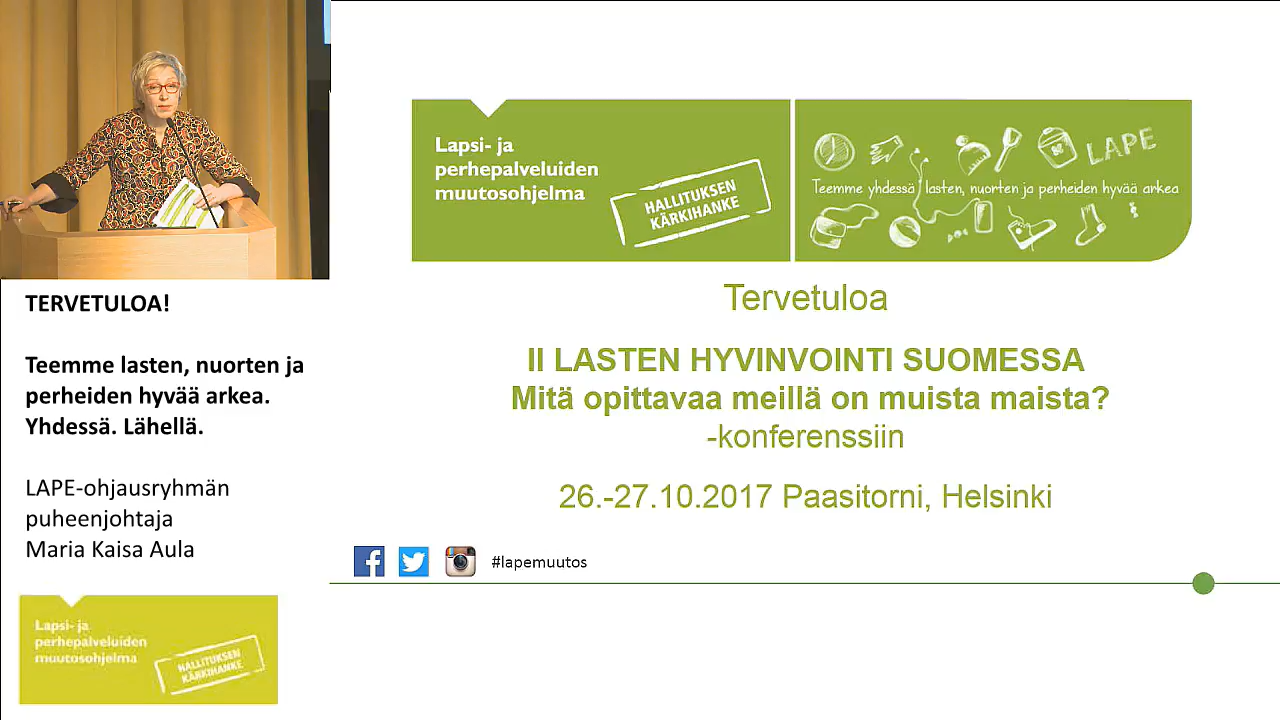 TERVETULOA!
Teemme lasten, nuorten ja
perheiden hyvää arkea.
Yhdessä. Lähellä.
LAPE-ohjausryhmän
puheenjohtaja
Maria Kaisa Aula
Lapsi- ja
perhepalveluiden
muutosohjelma
HALLITUKSEN
KÄRKIHANKE
Lapsi- ja
perhepalveluiden
muutosohjelma
HALLITUKSEN
KÄRKIHANKE
LAPE
Teemme yhdessä lasten, nuorten ja perheiden hyvää arkea
Tervetuloa
II LASTEN HYVINVOINTI SUOMESSA
Mitä opittavaa meillä on muista maista?
-konferenssiin
26.-27.10.2017 Paasitorni, Helsinki
#lapemuutos